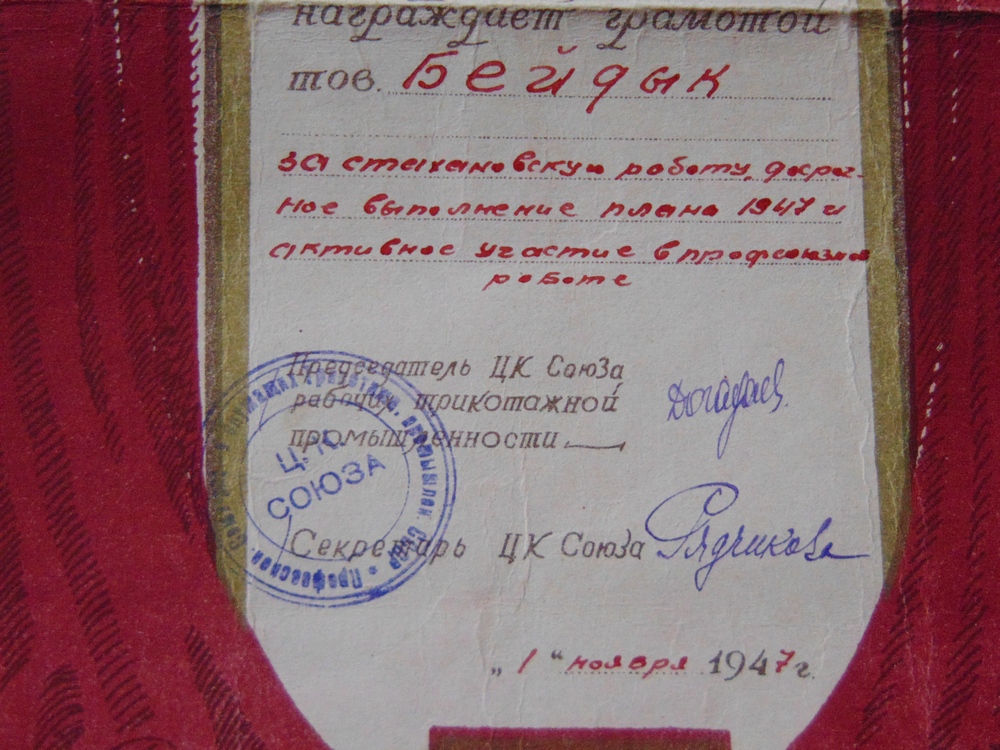 награждает грамотой
тов. Бейдык
за стахановскую работу, досроч-
ное выполнение плана 1947 и
активное участие в профсоюзной
работе
Председатель ЦК Союза
рабочих трикотажной
промышленности
Секретарь ЦК Союза
Ц.К.
СОЮЗА
„ 1 “ ноября 1947 г.